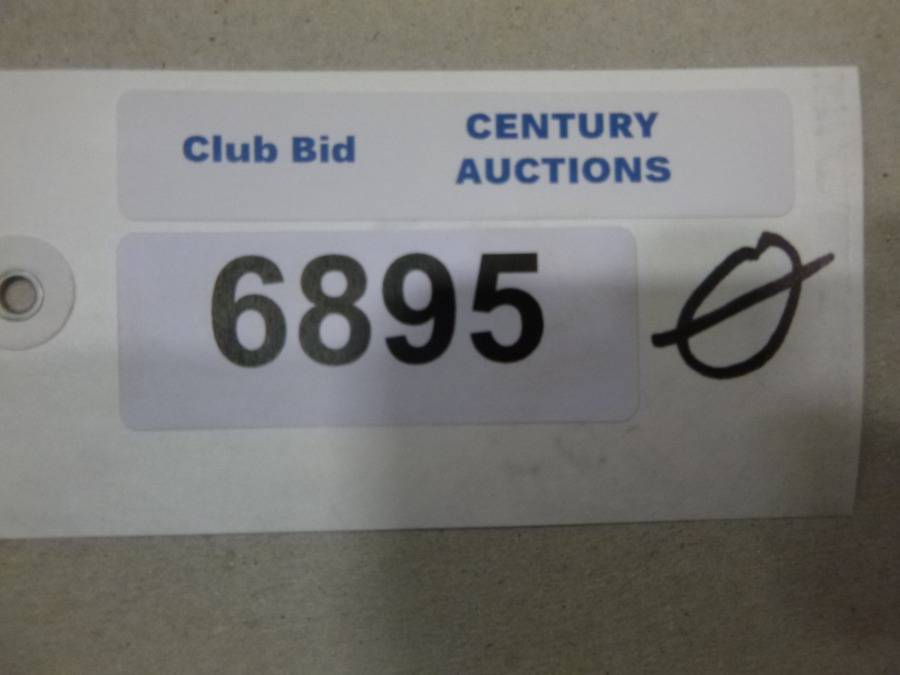 Club Bid
CENTURY
AUCTIONS
6895 Ø